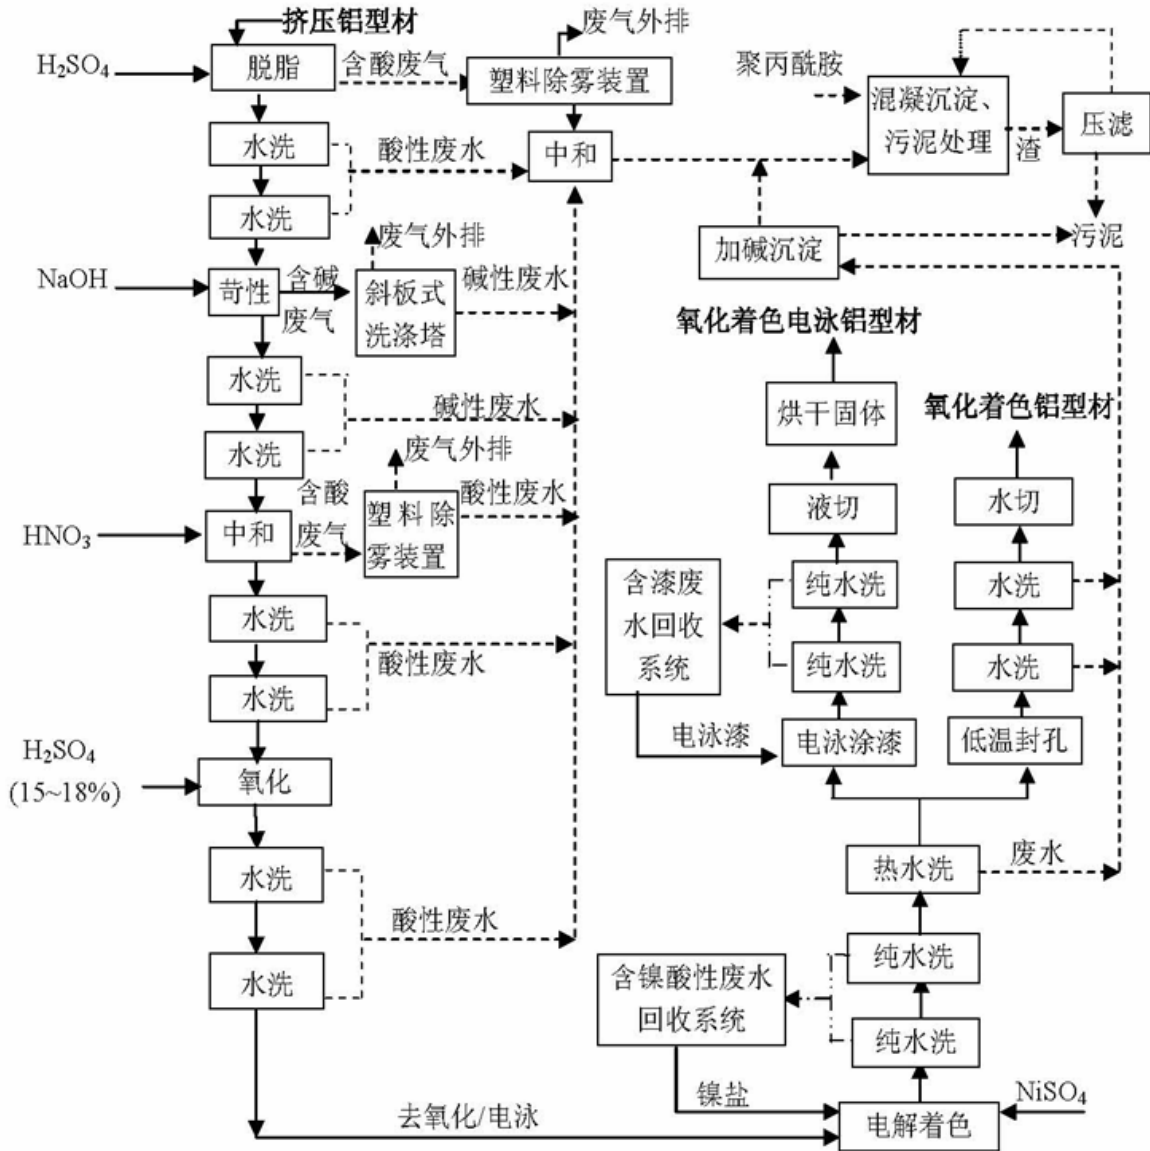 挤压铝型材
废气外排
H₂SO₄
脱脂
含酸废气
塑料除雾装置
聚丙酰胺
混凝沉淀、
污泥处理
渣
压滤
水洗
酸性废水
中和
水洗
污泥
加碱沉淀
NaOH
苛性
含碱
废气
废气外排
斜板式
洗涤塔
碱性废水
氧化着色电泳铝型材
水洗
碱性废水
烘干固体
氧化着色铝型材
水洗
废气外排
HNO₃
中和
含酸
废气
塑料除
雾装置
酸性废水
液切
水切
水洗
含漆废
水回收
系统
纯水洗
水洗
水洗
酸性废水
纯水洗
水洗
电泳漆
电泳涂漆
低温封孔
H₂SO₄
(15~18%)
氧化
水洗
热水洗
废水
酸性废水
水洗
含镍酸性废水
回收系统
纯水洗
纯水洗
镍盐
NiSO₄
去氧化/电泳
电解着色